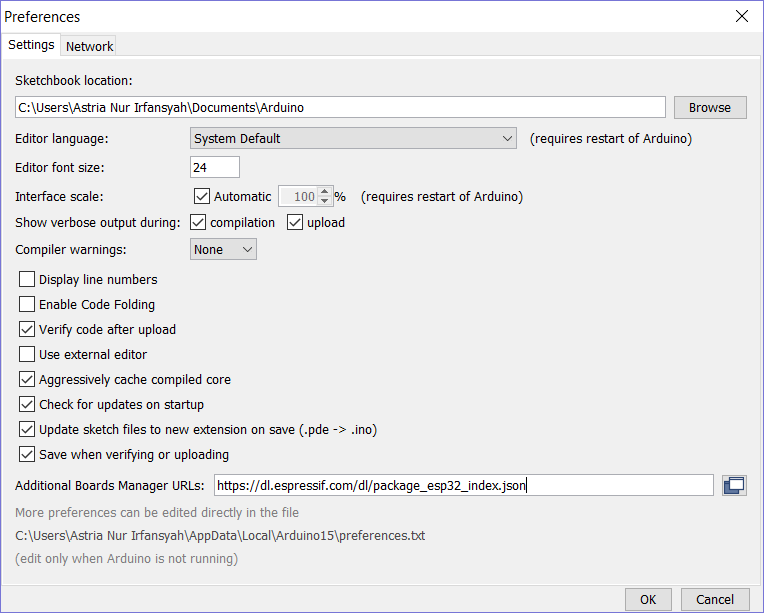 Preferences
Settings Network
Sketchbook location:
C:\Users\Astria Nur Irfansyah\Documents\Arduino Browse
Editor language: System Default (requires restart of Arduino)
Editor font size: 24
Interface scale: Automatic 100 % (requires restart of Arduino)
Show verbose output during: compilation upload
Compiler warnings: None
Display line numbers
Enable Code Folding
Verify code after upload
Use external editor
Aggressively cache compiled core
Check for updates on startup
Update sketch files to new extension on save (.pde -> .ino)
Save when verifying or uploading
Additional Boards Manager URLs: https://dl.espressif.com/dl/package_esp32_index.json
More preferences can be edited directly in the file
C:\Users\Astria Nur Irfansyah\AppData\Local\Arduino15\preferences.txt
(edit only when Arduino is not running)
OK Cancel